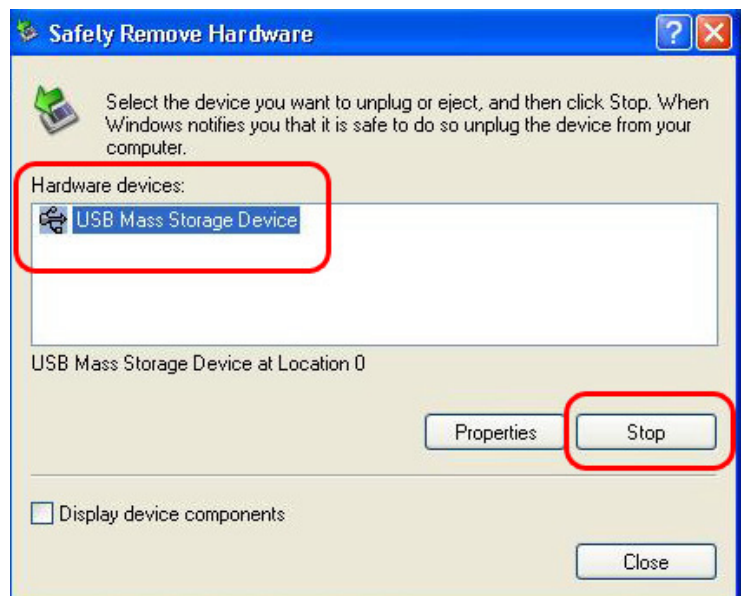 Safely Remove Hardware
Select the device you want to unplug or eject, and then click Stop. When
Windows notifies you that it is safe to do so unplug the device from your
computer.
Hardware devices:
USB Mass Storage Device
USB Mass Storage Device at Location 0
Properties
Stop
Display device components
Close